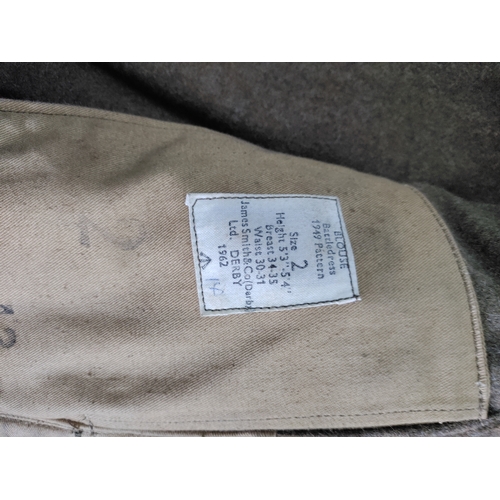 BLOUSE
Battledress
1949 Pattern
Size 2
Height 5'3"-5'4"
Breast 34-35
Waist 30-31
James Smith&Co(Derby)
Ltd. DERBY
1962